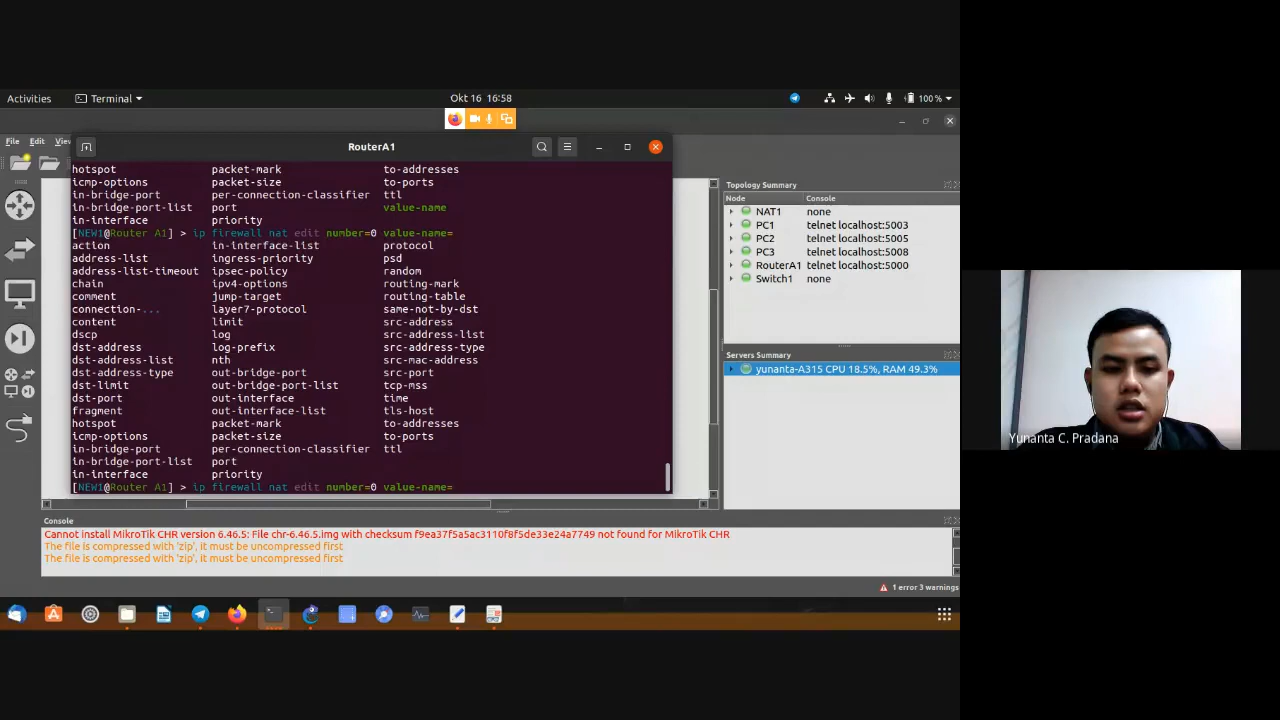 Activities Terminal Okt 16 16:58 100 %
File Edit Vie
RouterA1
hotspot packet-mark to-addresses
icmp-options packet-size to-ports
in-bridge-port per-connection-classifier ttl
in-bridge-port-list port value-name
in-interface priority
[NEW1@Router A1] > ip firewall nat edit number=0 value-name=
action in-interface-list protocol
address-list ingress-priority psd
address-list-timeout ipsec-policy random
chain ipv4-options routing-mark
comment jump-target routing-table
connection-... layer7-protocol same-not-by-dst
content limit src-address
dscp log src-address-list
dst-address log-prefix src-address-type
dst-address-list nth src-mac-address
dst-address-type out-bridge-port src-port
dst-limit out-bridge-port-list tcp-mss
dst-port out-interface time
fragment out-interface-list tls-host
hotspot packet-mark to-addresses
icmp-options packet-size to-ports
in-bridge-port per-connection-classifier ttl
in-bridge-port-list port
in-interface priority
[NEW1@Router A1] > ip firewall nat edit number=0 value-name=
Topology Summary
Node Console
NAT1 none
PC1 telnet localhost:5003
PC2 telnet localhost:5005
PC3 telnet localhost:5008
RouterA1 telnet localhost:5000
Switch1 none
Servers Summary
yunanta-A315 CPU 18.5%, RAM 49.3%
Console
Cannot install MikroTik CHR version 6.46.5: File chr-6.46.5.img with checksum f9ea37f5a5ac3110f8f5de33e24a7749 not found for MikroTik CHR
The file is compressed with 'zip', it must be uncompressed first
The file is compressed with 'zip', it must be uncompressed first
1 error 3 warnings
Yunanta C. Pradana